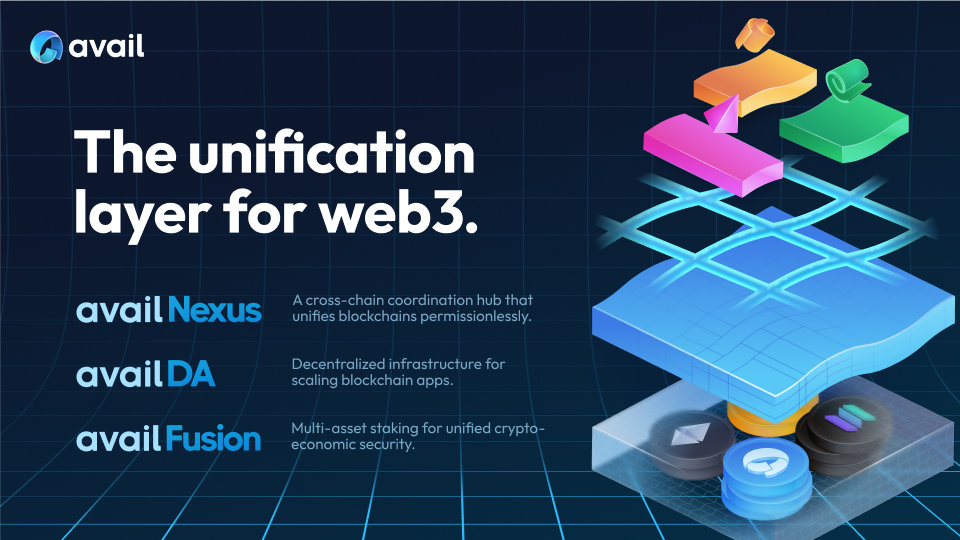 avail
The unification
layer for web3.
avail Nexus
A cross-chain coordination hub that
unifies blockchains permissionlessly.
avail DA
Decentralized infrastructure for
scaling blockchain apps.
avail Fusion
Multi-asset staking for unified crypto-
economic security.